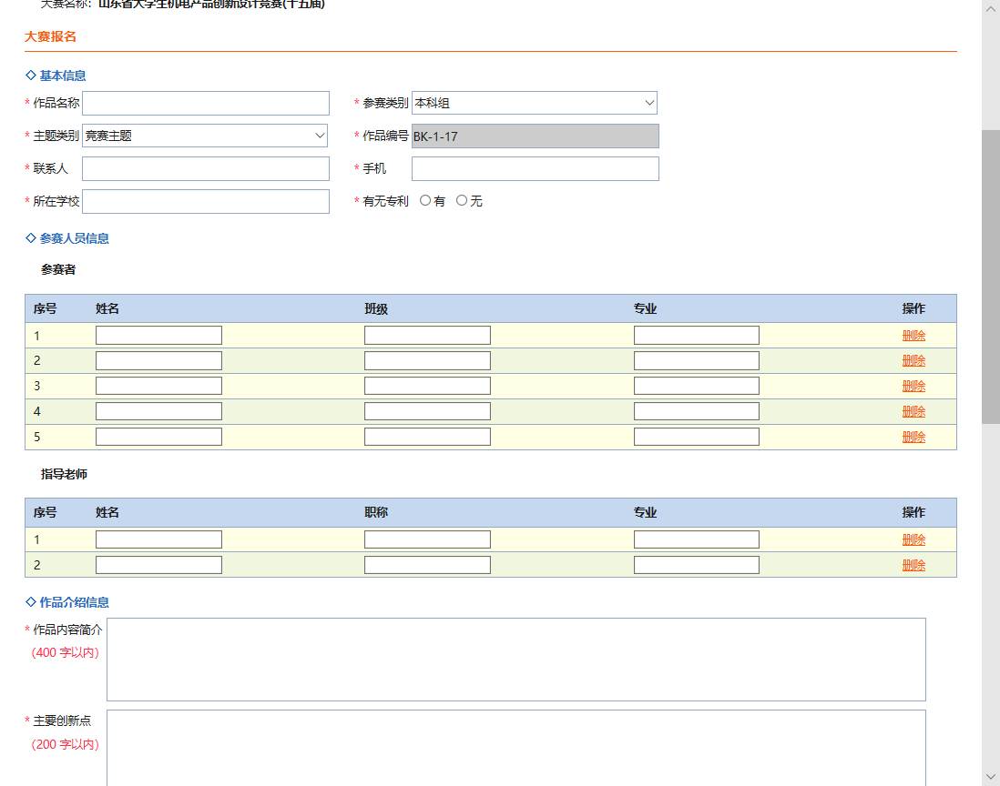 大赛名称：山东省大学生机电产品创新设计竞赛(十五届)
大赛报名
◇ 基本信息
* 作品名称 * 参赛类别 本科组
* 主题类别 竞赛主题 * 作品编号 BK-1-17
* 联系人 * 手机
* 所在学校 * 有无专利 有 无
◇ 参赛人员信息
参赛者
序号 姓名 班级 专业 操作
1 删除
2 删除
3 删除
4 删除
5 删除
指导老师
序号 姓名 职称 专业 操作
1 删除
2 删除
◇ 作品介绍信息
* 作品内容简介
(400 字以内)
* 主要创新点
(200 字以内)